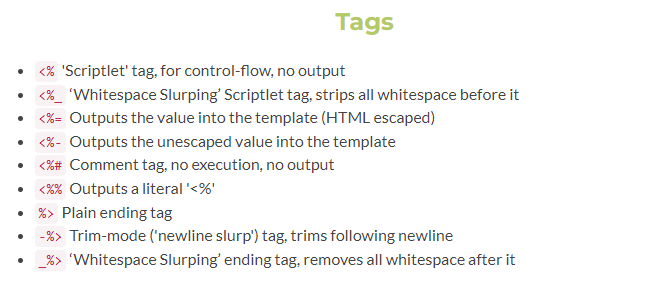 Tags
<% 'Scriptlet' tag, for control-flow, no output
<%_ ‘Whitespace Slurping’ Scriptlet tag, strips all whitespace before it
<%= Outputs the value into the template (HTML escaped)
<%- Outputs the unescaped value into the template
<%# Comment tag, no execution, no output
<%% Outputs a literal '<%'
%> Plain ending tag
-%> Trim-mode ('newline slurp') tag, trims following newline
_%> ‘Whitespace Slurping’ ending tag, removes all whitespace after it